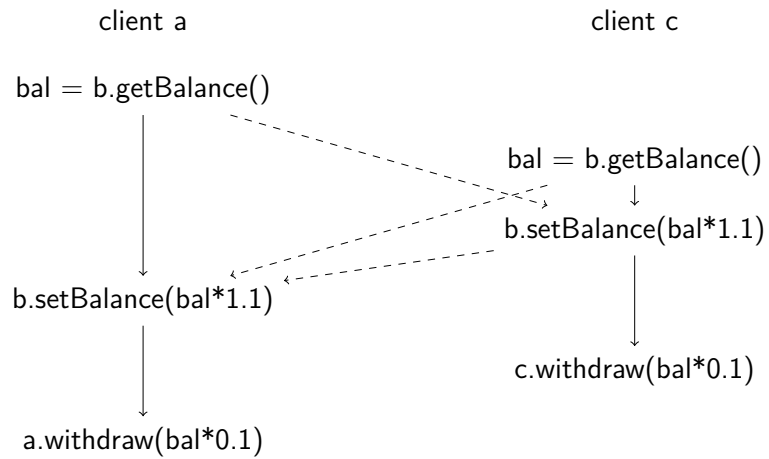 client a
client c
bal = b.getBalance()
bal = b.getBalance()
b.setBalance(bal*1.1)
b.setBalance(bal*1.1)
c.withdraw(bal*0.1)
a.withdraw(bal*0.1)